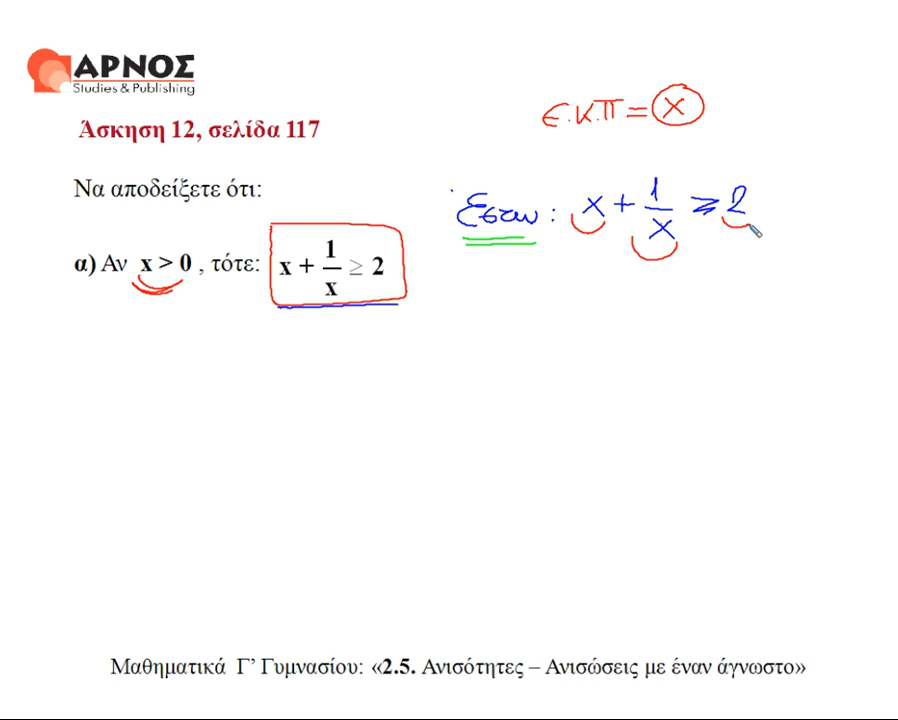 ΑΡΝΟΣ
Studies & Publishing
Άσκηση 12, σελίδα 117
Ε.Κ.Π = x
Να αποδείξετε ότι:
Έστω : x + 1/x ≥ 2
α) Αν x > 0 , τότε: x + 1/x ≥ 2
Μαθηματικά Γ’ Γυμνασίου: «2.5. Ανισότητες – Ανισώσεις με έναν άγνωστο»